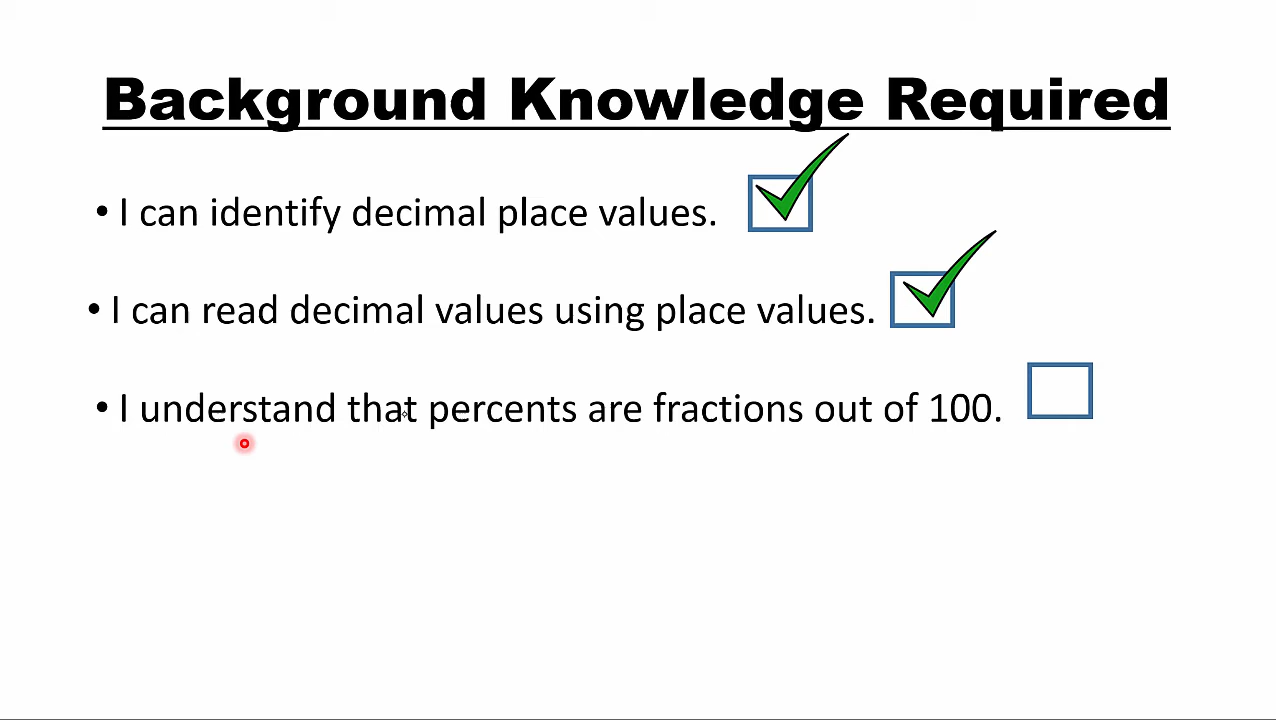 Background Knowledge Required
• I can identify decimal place values.
• I can read decimal values using place values.
• I understand that percents are fractions out of 100.